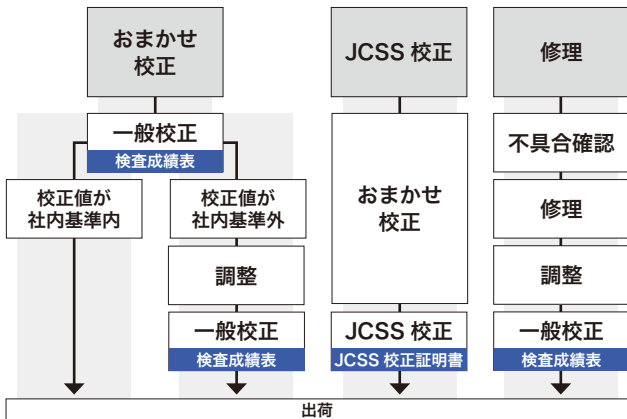 おまかせ
校正
一般校正
検査成績表
校正値が
社内基準内
校正値が
社内基準外
調整
一般校正
検査成績表
JCSS 校正
おまかせ
校正
JCSS 校正
JCSS 校正証明書
修理
不具合確認
修理
調整
一般校正
検査成績表
出荷